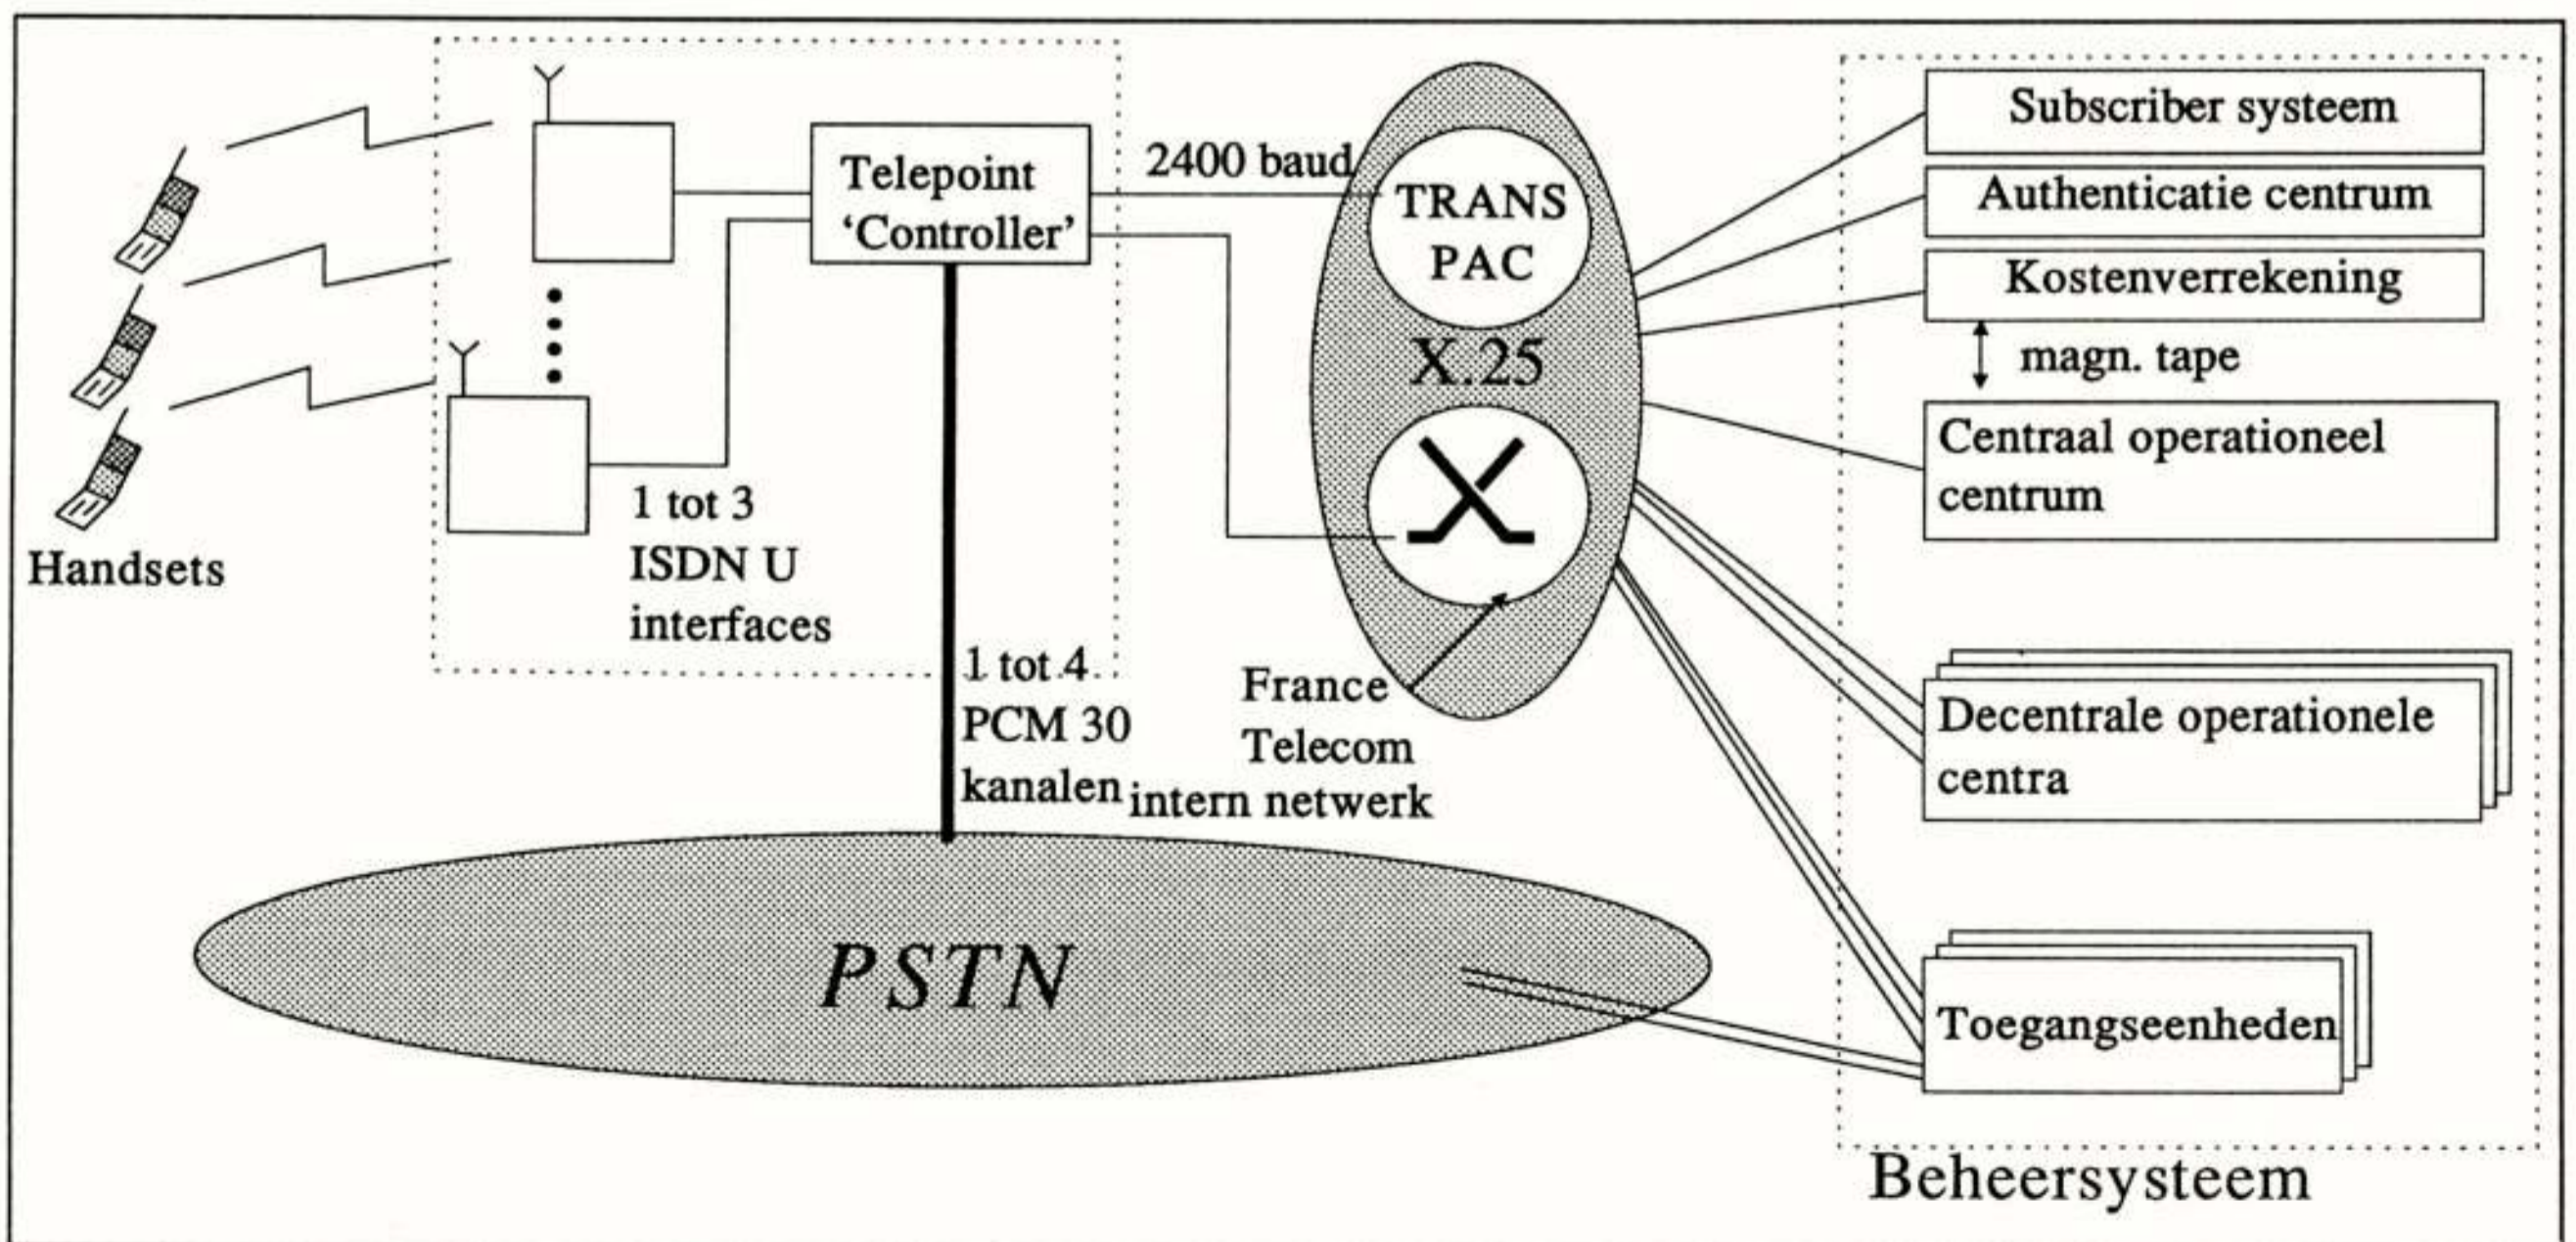 Handsets
1 tot 3
ISDN U
interfaces
Telepoint
‘Controller’
1 tot 4
PCM 30
kanalen
2400 baud
TRANS
PAC
X.25
France
Telecom
intern netwerk
PSTN
Subscriber systeem
Authenticatie centrum
Kostenverrekening
magn. tape
Centraal operationeel
centrum
Decentrale operationele
centra
Toegangseenheden
Beheersysteem